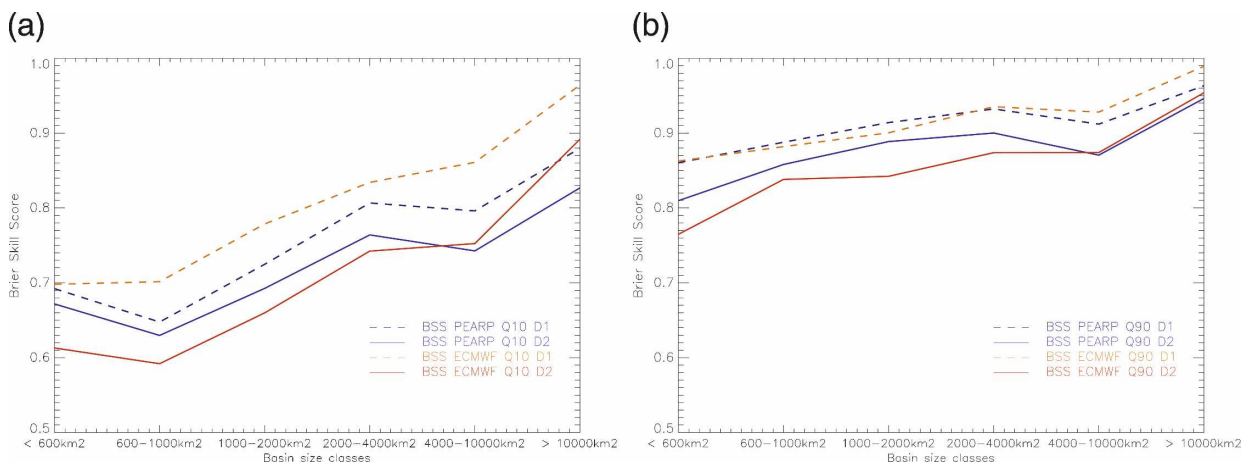 (a)
(b)
1.0
0.9
0.8
0.7
0.6
0.5
Brier Skill Score
BSS PEARP Q10 D1
BSS PEARP Q10 D2
BSS ECMWF Q10 D1
BSS ECMWF Q10 D2
< 600km2 600-1000km2 1000-2000km2 2000-4000km2 4000-10000km2 > 10000km2
Basin size classes
1.0
0.9
0.8
0.7
0.6
0.5
Brier Skill Score
BSS PEARP Q90 D1
BSS PEARP Q90 D2
BSS ECMWF Q90 D1
BSS ECMWF Q90 D2
< 600km2 600-1000km2 1000-2000km2 2000-4000km2 4000-10000km2 > 10000km2
Basin size classes